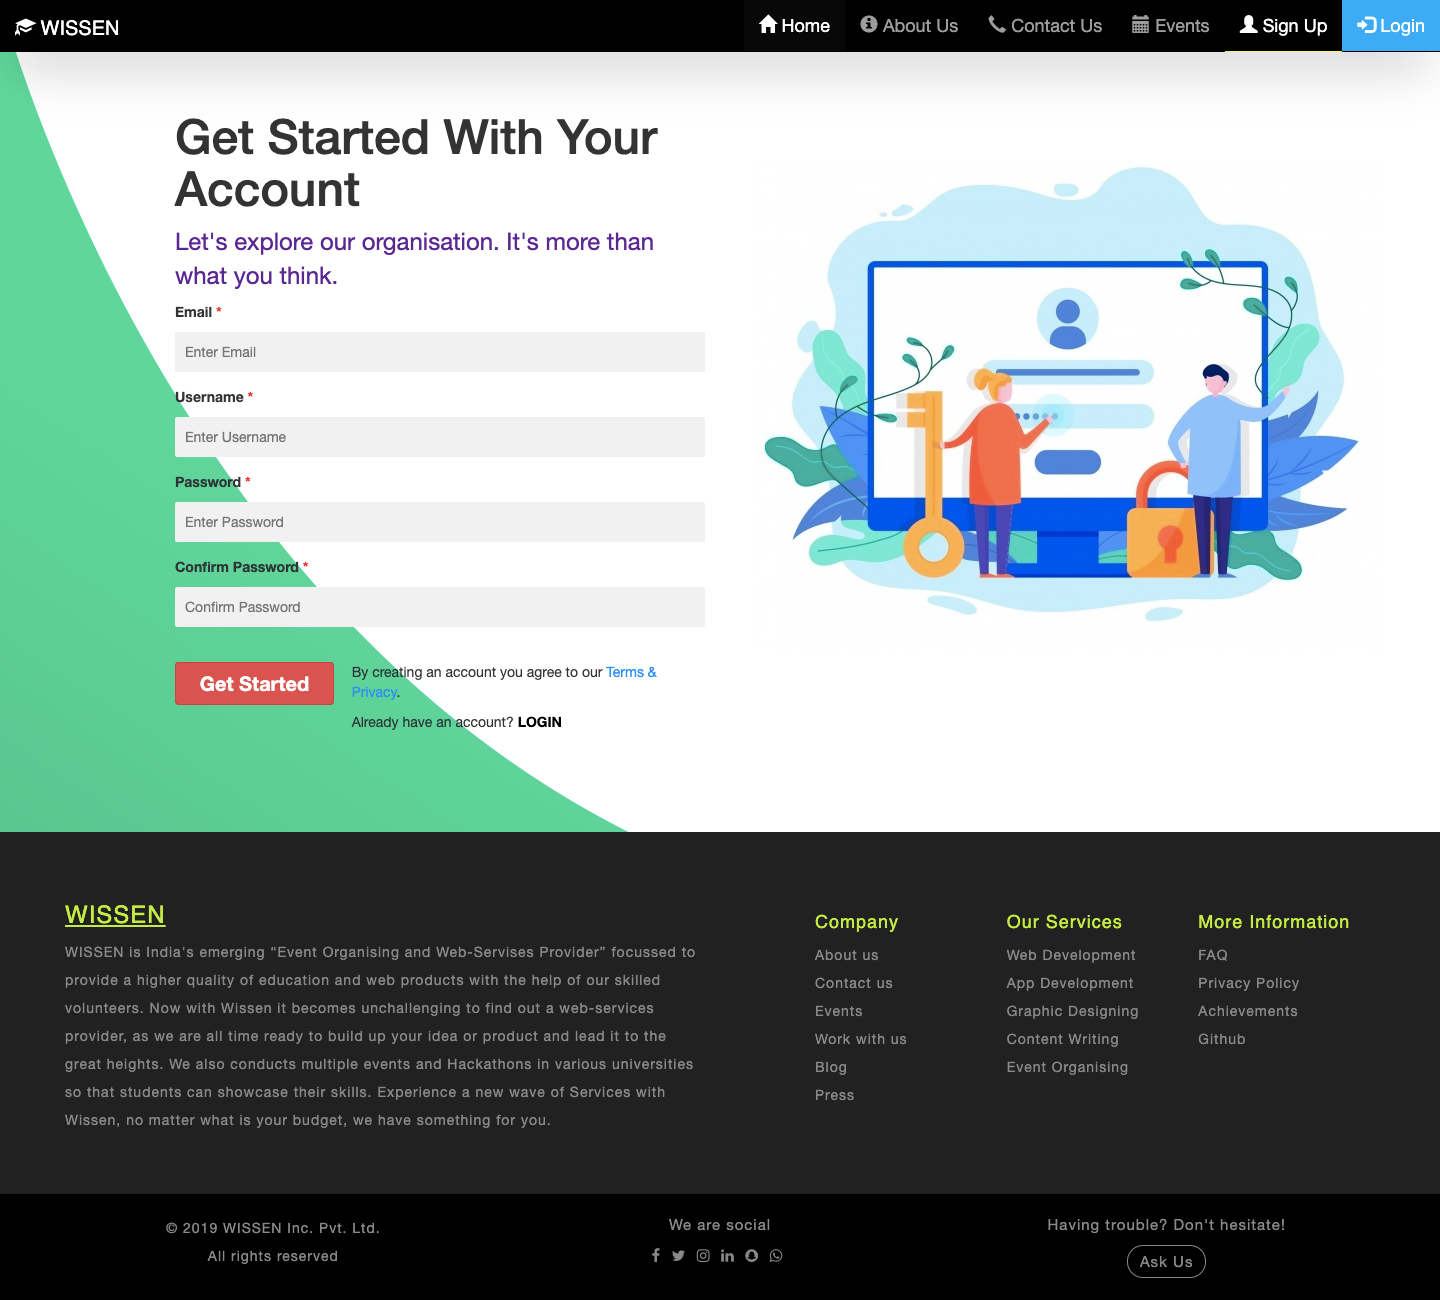 WISSEN
Home
About Us
Contact Us
Events
Sign Up
Login
Get Started With Your
Account
Let's explore our organisation. It's more than
what you think.
Email *
Enter Email
Username *
Enter Username
Password *
Enter Password
Confirm Password *
Confirm Password
Get Started
By creating an account you agree to our Terms &
Privacy.
Already have an account? LOGIN
WISSEN
WISSEN is India's emerging “Event Organising and Web-Servises Provider” focussed to
provide a higher quality of education and web products with the help of our skilled
volunteers. Now with Wissen it becomes unchallenging to find out a web-services
provider, as we are all time ready to build up your idea or product and lead it to the
great heights. We also conducts multiple events and Hackathons in various universities
so that students can showcase their skills. Experience a new wave of Services with
Wissen, no matter what is your budget, we have something for you.
Company
About us
Contact us
Events
Work with us
Blog
Press
Our Services
Web Development
App Development
Graphic Designing
Content Writing
Event Organising
More Information
FAQ
Privacy Policy
Achievements
Github
© 2019 WISSEN Inc. Pvt. Ltd.
All rights reserved
We are social
Having trouble? Don't hesitate!
Ask Us